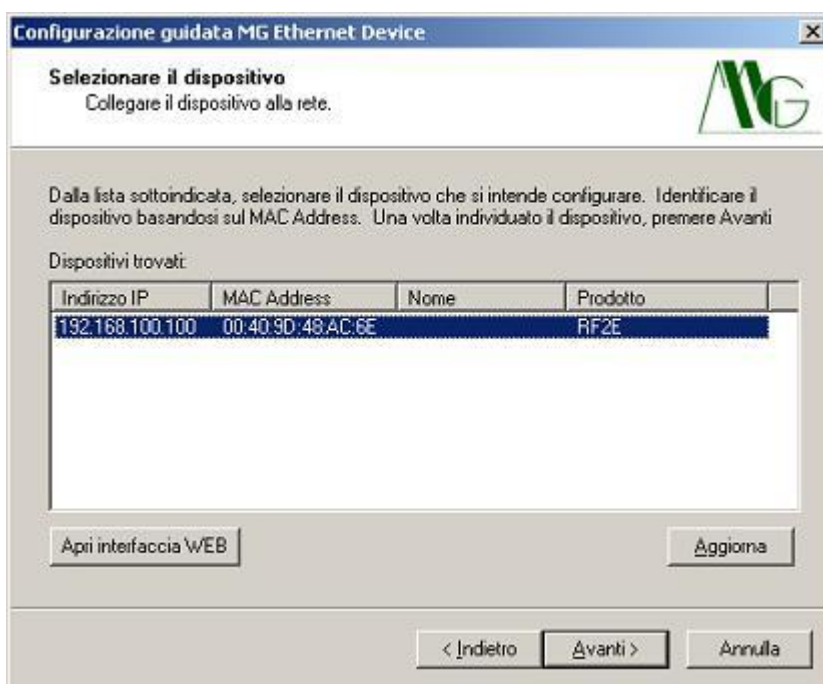 Configurazione guidata MG Ethernet Device
Selezionare il dispositivo
Collegare il dispositivo alla rete.
MG
Dalla lista sottoindicata, selezionare il dispositivo che si intende configurare. Identificare il
dispositivo basandosi sul MAC Address. Una volta individuato il dispositivo, premere Avanti
Dispositivi trovati:
Indirizzo IP MAC Address Nome Prodotto
192.168.100.100 00:40:9D:48:AC:6E RF2E
Apri interfaccia WEB Aggiorna
< Indietro Avanti > Annulla